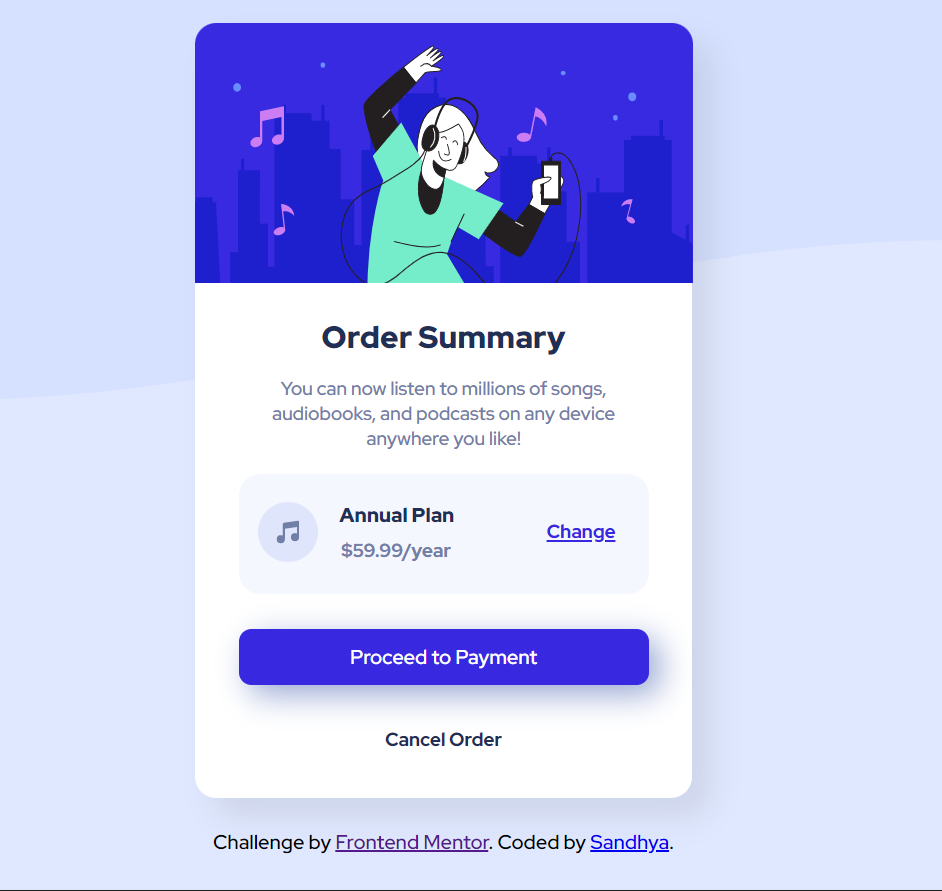 Order Summary
You can now listen to millions of songs,
audiobooks, and podcasts on any device
anywhere you like!
Annual Plan
$59.99/year
Change
Proceed to Payment
Cancel Order
Challenge by Frontend Mentor. Coded by Sandhya.